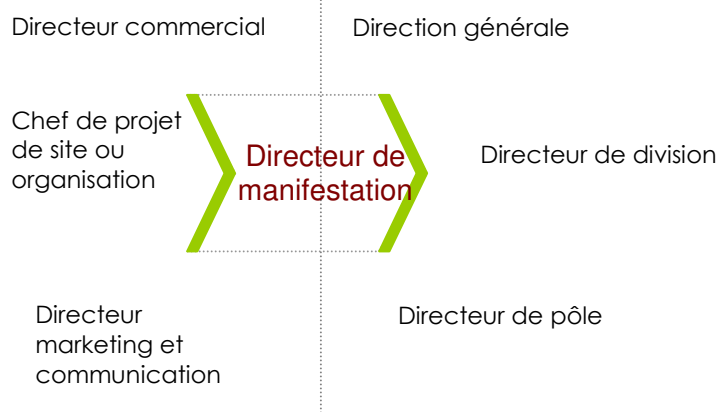 Directeur commercial
Direction générale
Chef de projet
de site ou
organisation
Directeur de
manifestation
Directeur de division
Directeur
marketing et
communication
Directeur de pôle